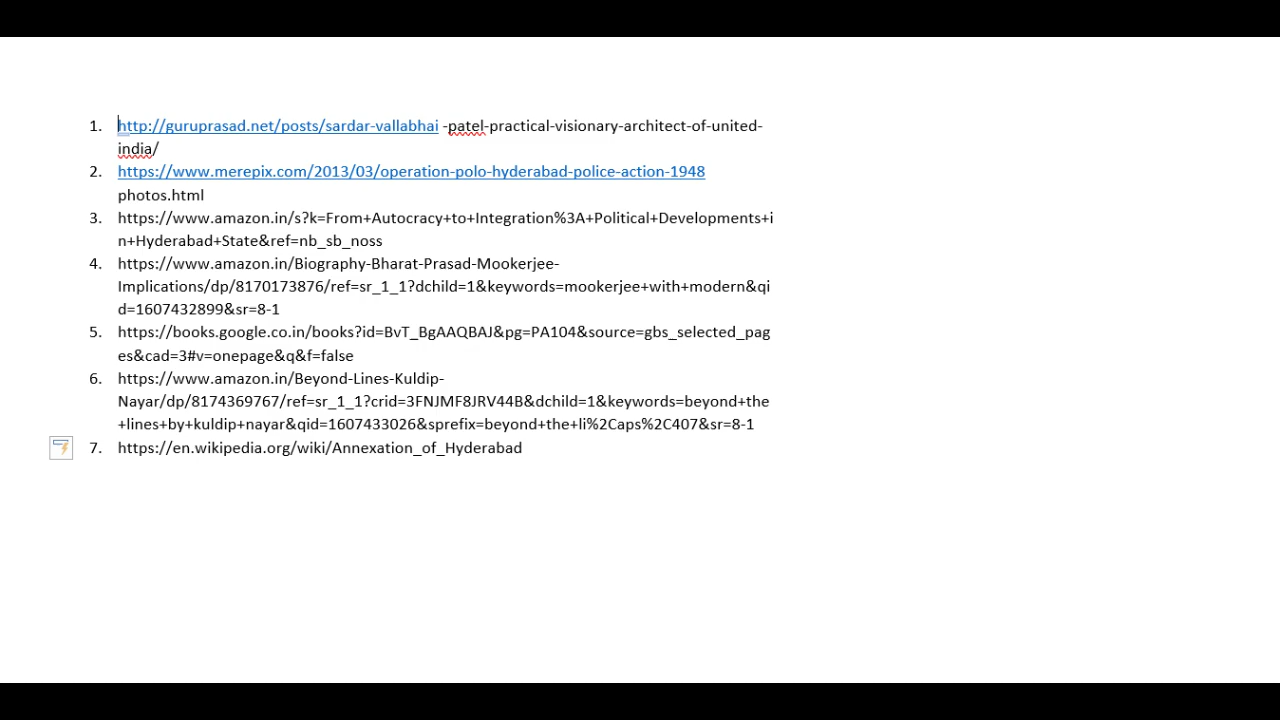 1. http://guruprasad.net/posts/sardar-vallabhai -patel-practical-visionary-architect-of-united-
india/
2. https://www.merepix.com/2013/03/operation-polo-hyderabad-police-action-1948
photos.html
3. https://www.amazon.in/s?k=From+Autocracy+to+Integration%3A+Political+Developments+i
n+Hyderabad+State&ref=nb_sb_noss
4. https://www.amazon.in/Biography-Bharat-Prasad-Mookerjee-
Implications/dp/8170173876/ref=sr_1_1?dchild=1&keywords=mookerjee+with+modern&qi
d=1607432899&sr=8-1
5. https://books.google.co.in/books?id=BvT_BgAAQBAJ&pg=PA104&source=gbs_selected_pag
es&cad=3#v=onepage&q&f=false
6. https://www.amazon.in/Beyond-Lines-Kuldip-
Nayar/dp/8174369767/ref=sr_1_1?crid=3FNJMF8JRV44B&dchild=1&keywords=beyond+the
+lines+by+kuldip+nayar&qid=1607433026&sprefix=beyond+the+li%2Caps%2C407&sr=8-1
7. https://en.wikipedia.org/wiki/Annexation_of_Hyderabad